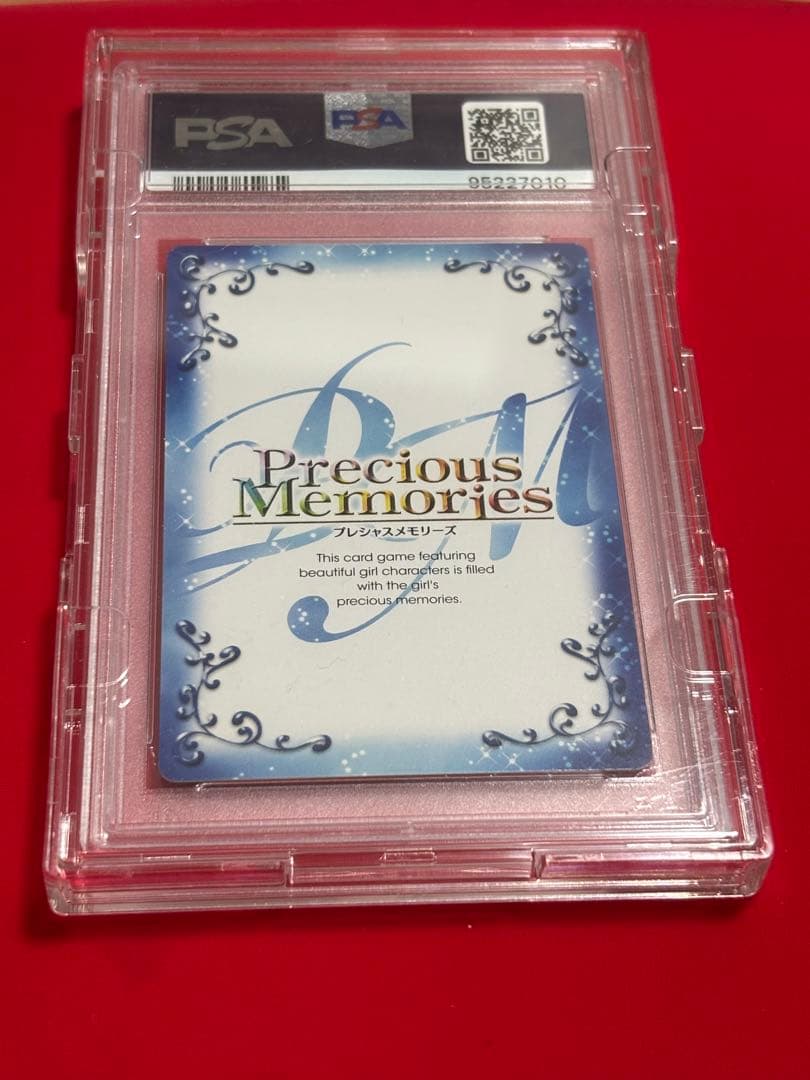 PSA
PSA
95227010
Precious
Memories
プレシャスメモリーズ
This card game featuring
beautiful girl characters is filled
with the girl's
precious memories.